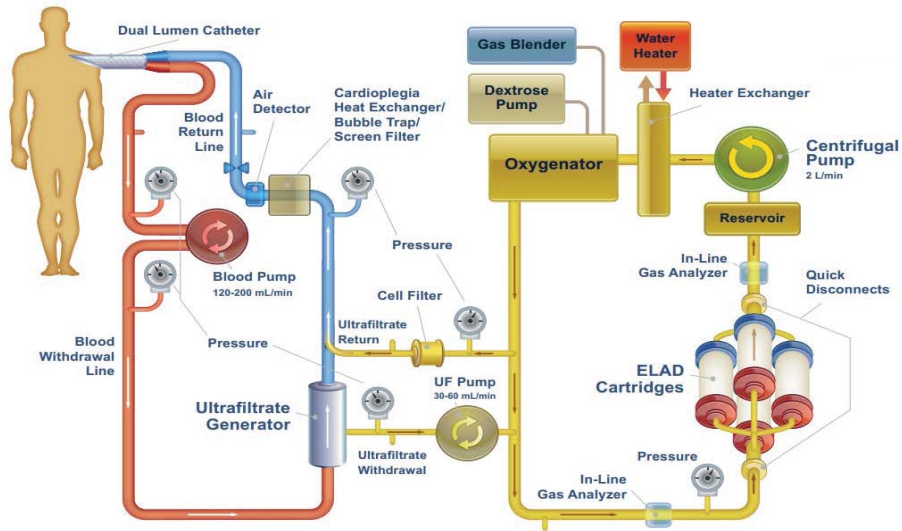 Dual Lumen Catheter
Blood
Return
Line
Air
Detector
Cardioplegia
Heat Exchanger/
Bubble Trap/
Screen Filter
Gas Blender
Dextrose
Pump
Water
Heater
Heater Exchanger
Oxygenator
Centrifugal
Pump
2 L/min
Reservoir
Blood Pump
120-200 mL/min
Pressure
Cell Filter
In-Line
Gas Analyzer
Quick
Disconnects
Blood
Withdrawal
Line
Pressure
Ultrafiltrate
Return
ELAD
Cartridges
Ultrafiltrate
Generator
UF Pump
30-60 mL/min
Ultrafiltrate
Withdrawal
In-Line
Gas Analyzer
Pressure